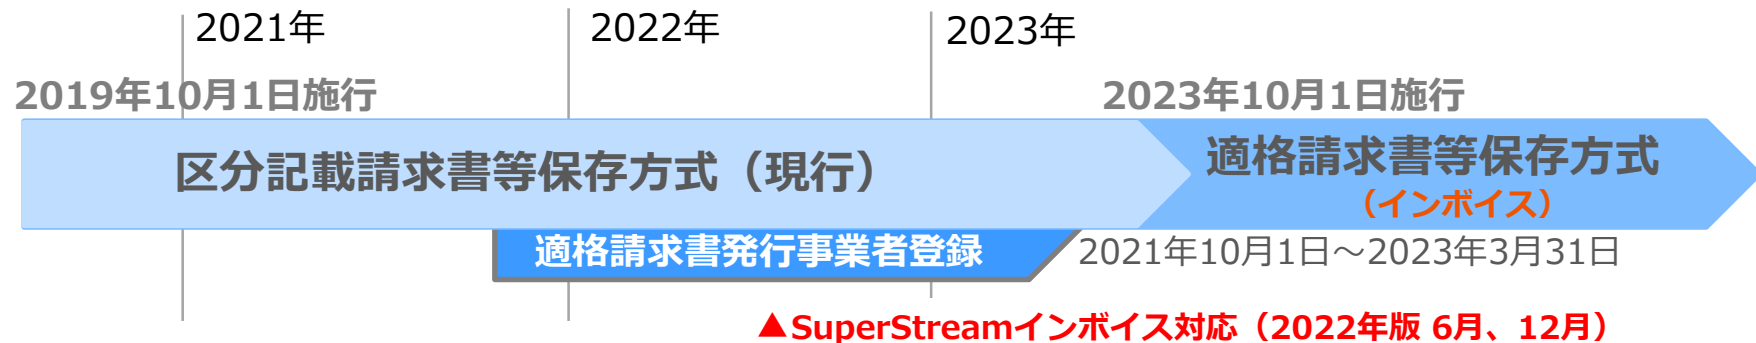 2021年
2022年
2023年
2019年10月1日施行
2023年10月1日施行
区分記載請求書等保存方式（現行）
適格請求書等保存方式
（インボイス）
適格請求書発行事業者登録
2021年10月1日～2023年3月31日
▲SuperStreamインボイス対応（2022年版 6月、12月）